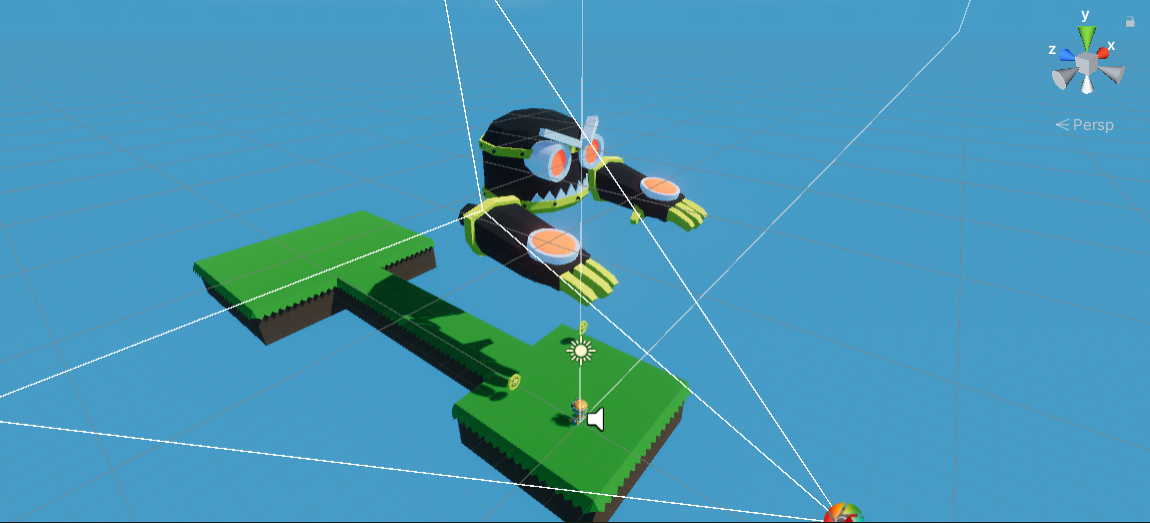 y
z x
< Persp